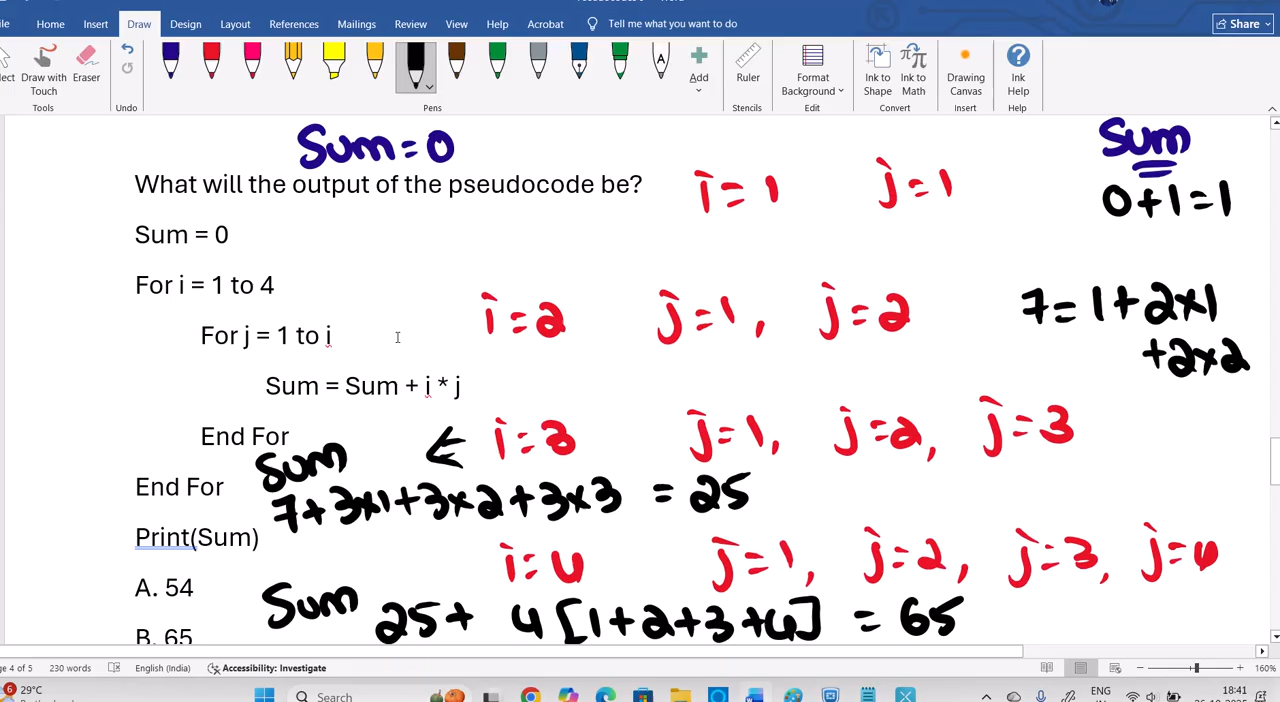 Home Insert Draw Design Layout References Mailings Review View Help Acrobat Tell me what you want to do Share
Draw with Touch Eraser Add Ruler Format Background Ink to Shape Ink to Math Drawing Canvas Ink Help
Tools Undo Pens Stencils Edit Convert Insert Help
Sum = 0
Sum
What will the output of the pseudocode be? i = 1 j = 1 0+1=1
Sum = 0
For i = 1 to 4
i = 2 j = 1, j = 2 7 = 1 + 2×1
+2×2
For j = 1 to i
Sum = Sum + i * j
End For
i = 3 j = 1, j = 2, j = 3
Sum
7+3×1+3×2+3×3 = 25
End For
Print(Sum)
i = 4 j = 1, j = 2, j = 3, j = 4
A. 54
Sum 25+ 4[1+2+3+4] = 65
B. 65
4 of 5 230 words English (India) Accessibility: Investigate 160%
6
29°C Search ENG 18:41